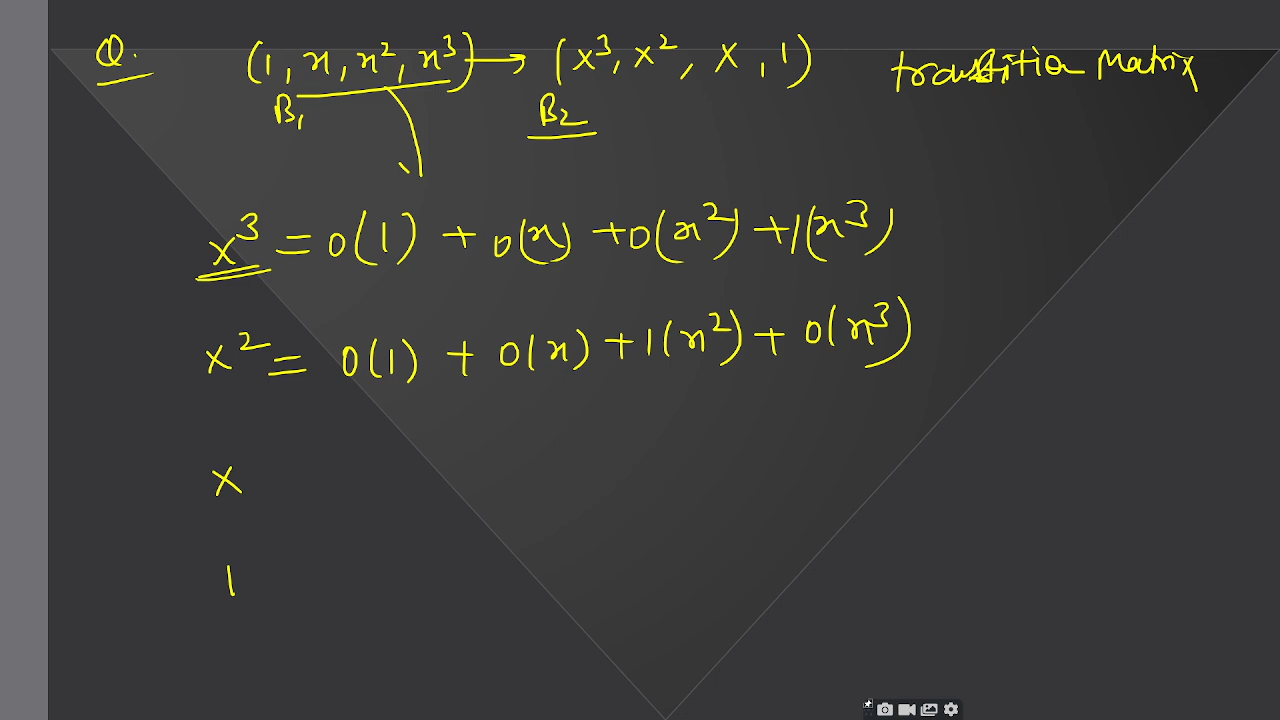 Q. (1, x, x², x³) → (x³, x², x, 1) transition Matrix
B₁ B₂
x³ = 0(1) + 0(x) + 0(x²) + 1(x³)
x² = 0(1) + 0(x) + 1(x²) + 0(x³)
x
1